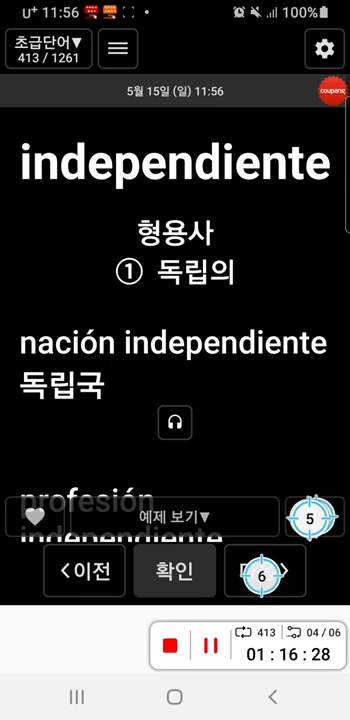 U+ 11:56 100%
초급단어▼
413 / 1261
5월 15일 (일) 11:56
coupang
independiente
형용사
① 독립의
nación independiente
독립국
profesión
independiente
예제 보기▼
5
<이전
확인
6
>
413 04 / 06
01 : 16 : 28